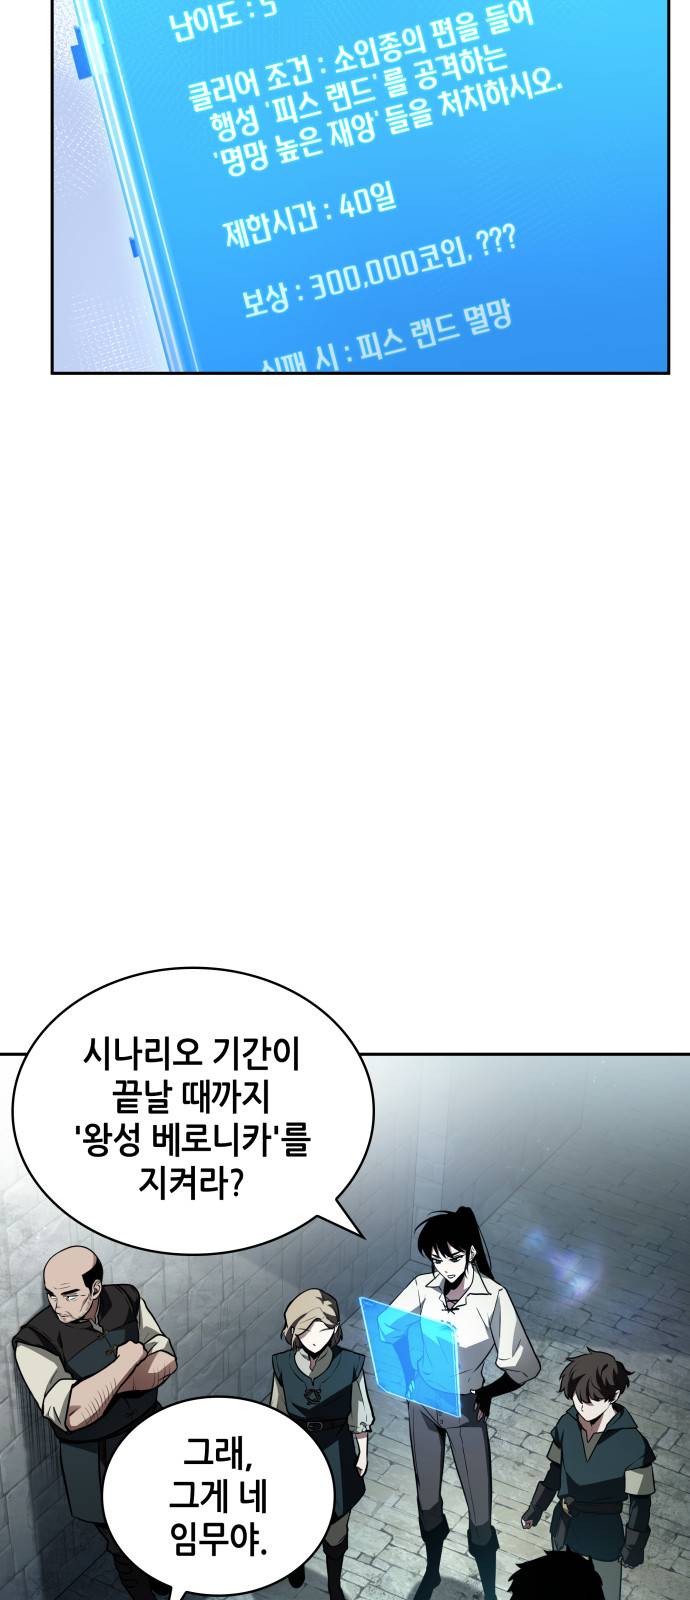 난이도 : S
클리어 조건 : 소인종의 편을 들어
행성 '피스 랜드'를 공격하는
'명망 높은 재앙' 들을 처치하시오.
제한시간 : 40일
보상 : 300,000코인, ???
실패 시 : 피스 랜드 멸망
시나리오 기간이
끝날 때까지
'왕성 베로니카'를
지켜라?
그래,
그게 네
임무야.